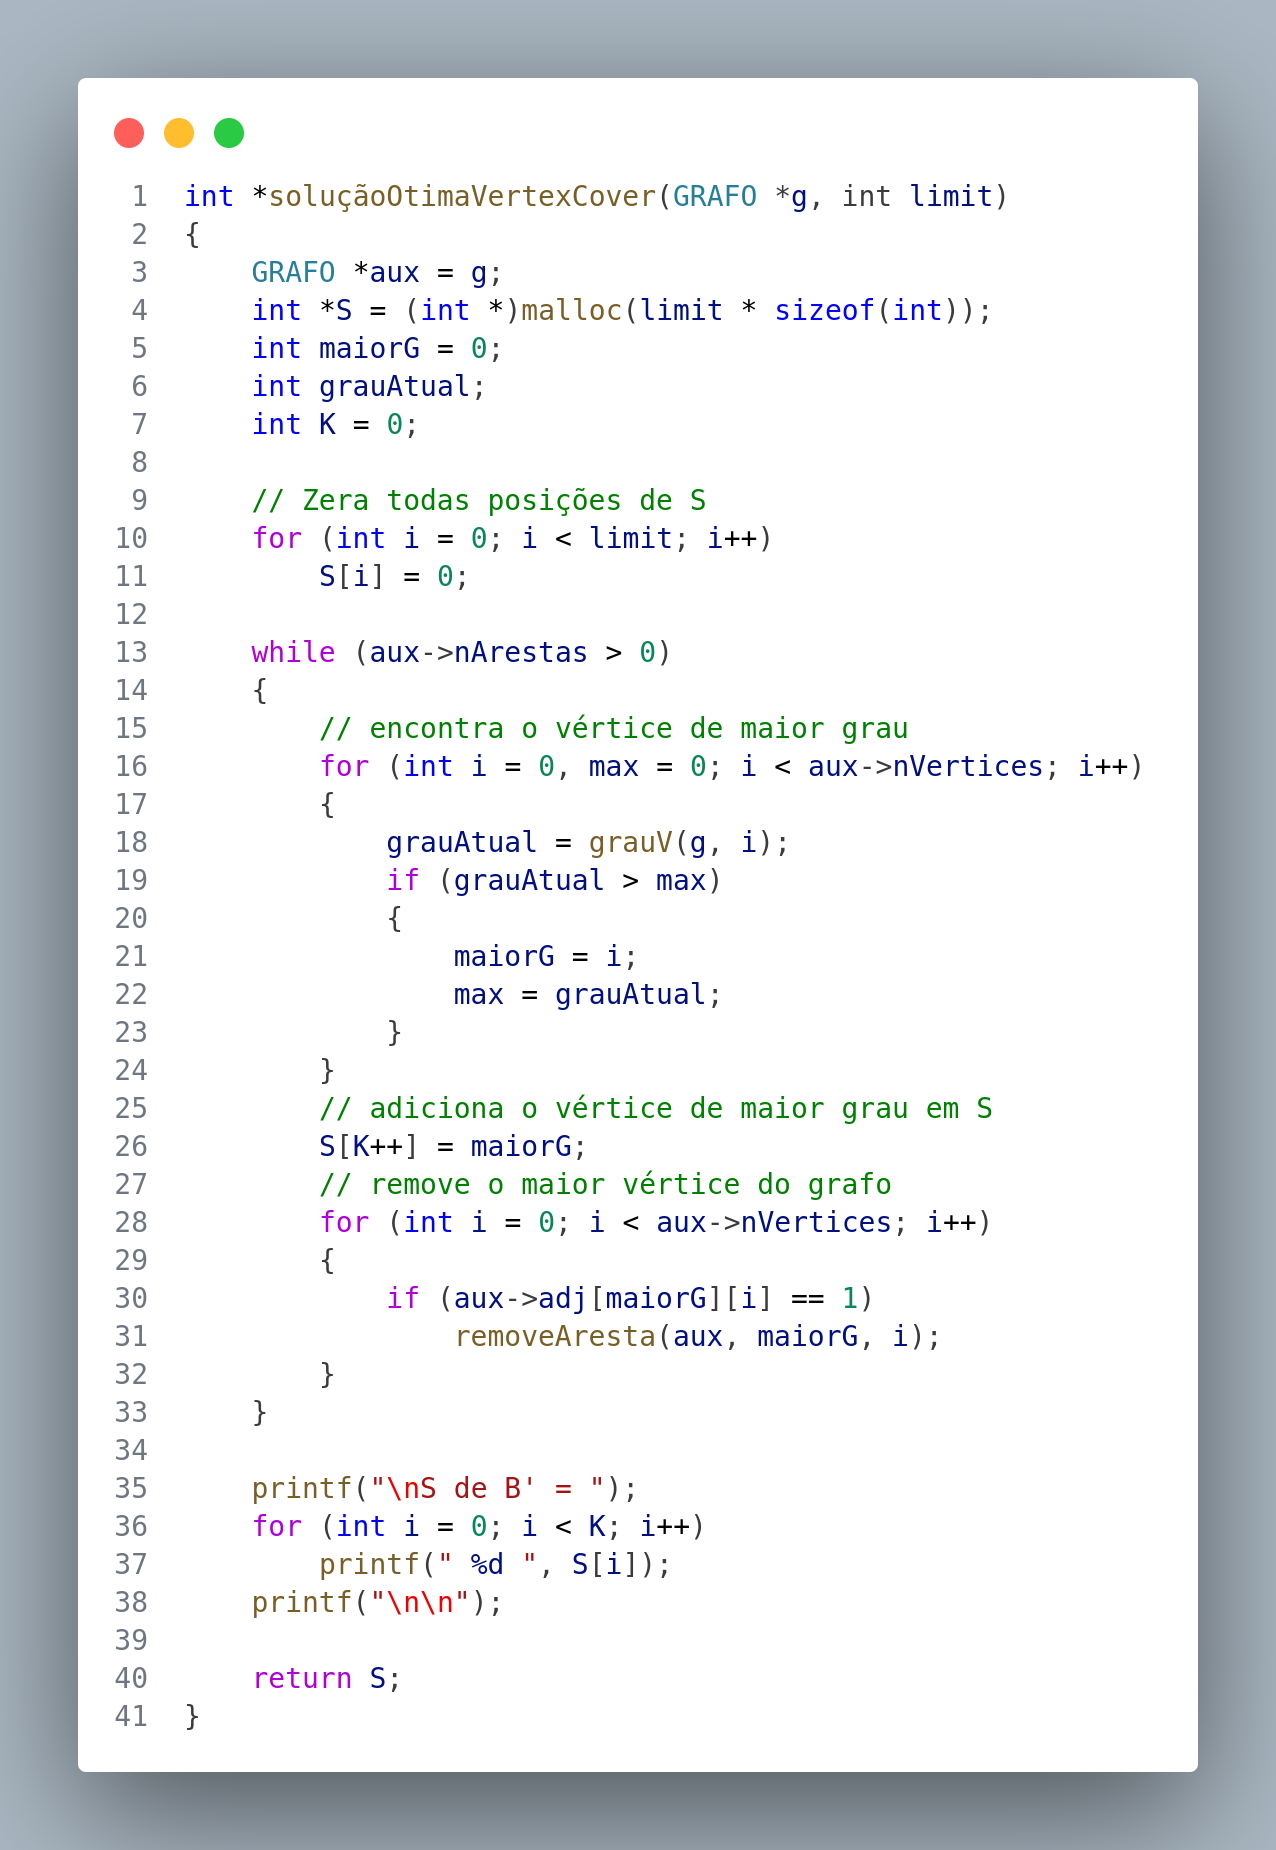 1 int *soluçãoOtimaVertexCover(GRAFO *g, int limit)
2 {
3     GRAFO *aux = g;
4     int *S = (int *)malloc(limit * sizeof(int));
5     int maiorG = 0;
6     int grauAtual;
7     int K = 0;
8
9     // Zera todas posições de S
10     for (int i = 0; i < limit; i++)
11         S[i] = 0;
12
13     while (aux->nArestas > 0)
14     {
15         // encontra o vértice de maior grau
16         for (int i = 0, max = 0; i < aux->nVertices; i++)
17         {
18             grauAtual = grauV(g, i);
19             if (grauAtual > max)
20             {
21                 maiorG = i;
22                 max = grauAtual;
23             }
24         }
25         // adiciona o vértice de maior grau em S
26         S[K++] = maiorG;
27         // remove o maior vértice do grafo
28         for (int i = 0; i < aux->nVertices; i++)
29         {
30             if (aux->adj[maiorG][i] == 1)
31                 removeAresta(aux, maiorG, i);
32         }
33     }
34
35     printf("\nS de B' = ");
36     for (int i = 0; i < K; i++)
37         printf(" %d ", S[i]);
38     printf("\n\n");
39
40     return S;
41 }